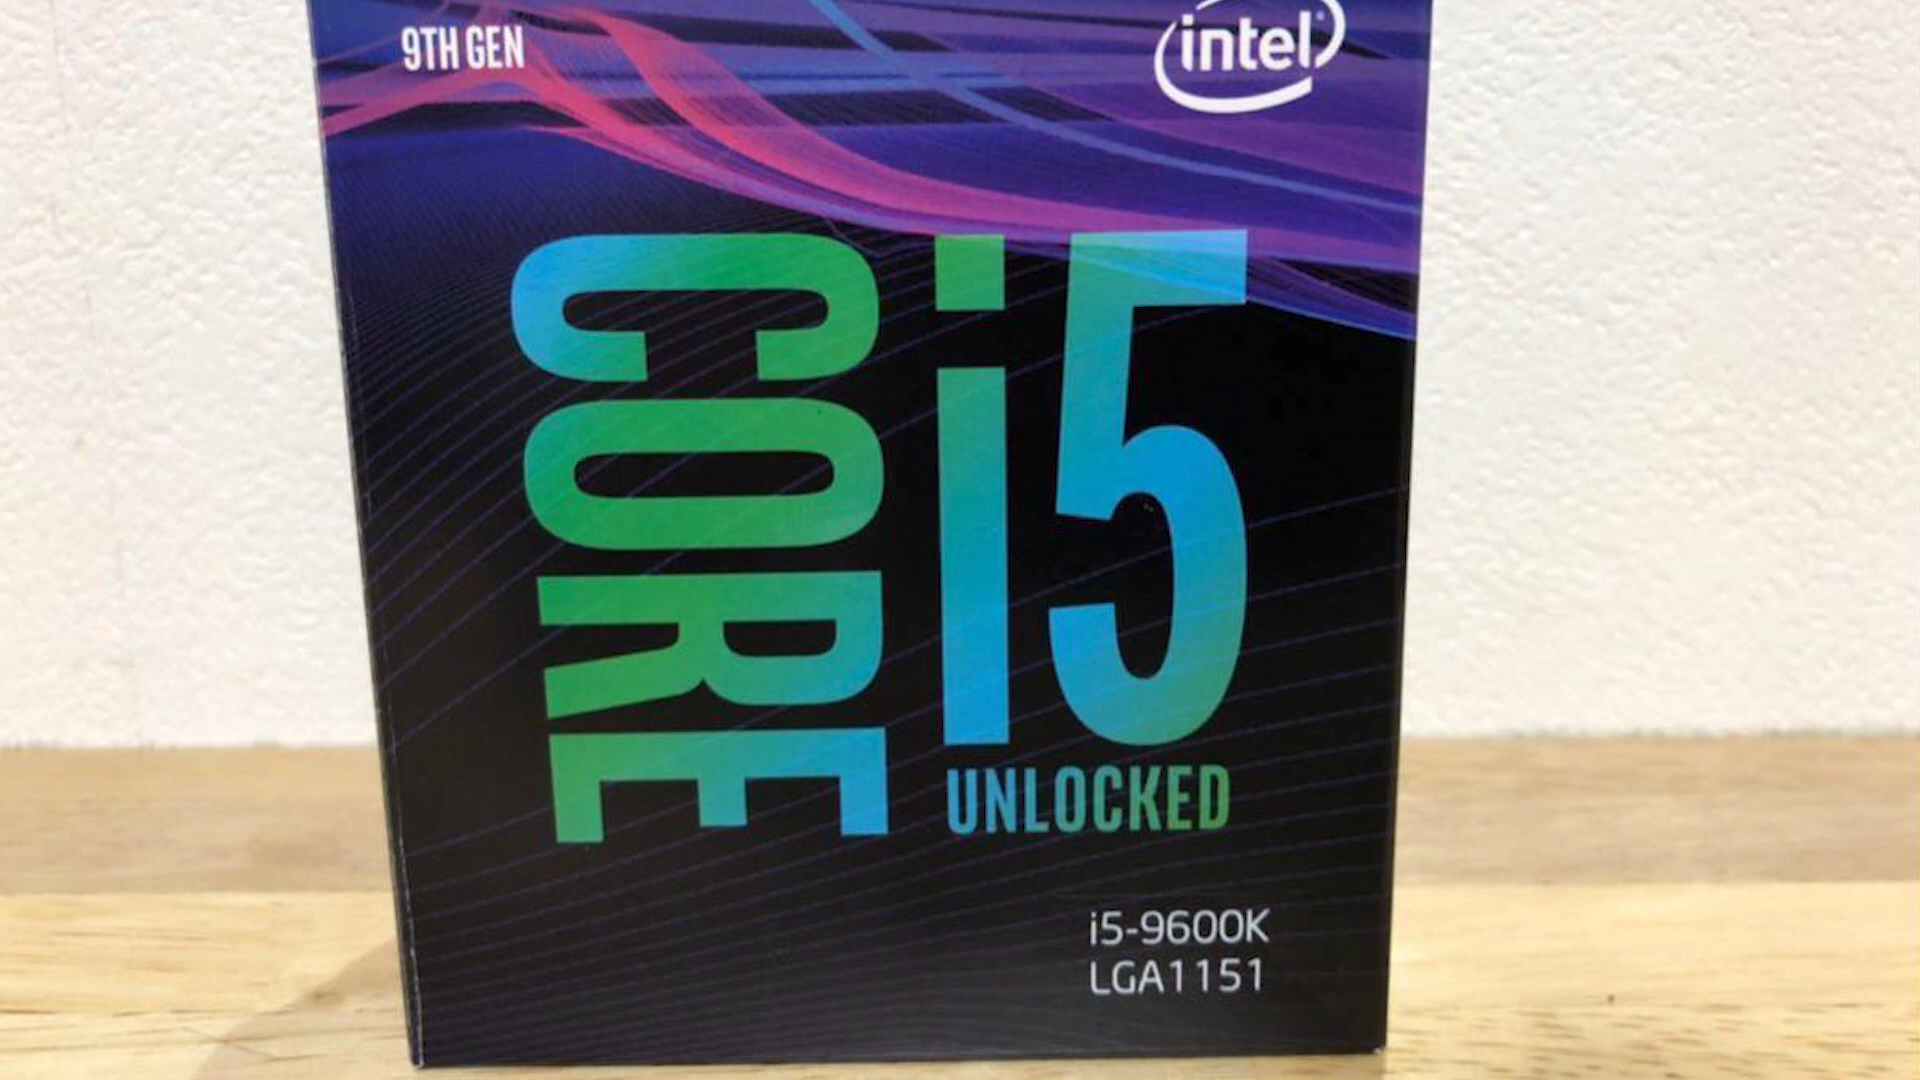 9TH GEN
intel
CORE i5
UNLOCKED
i5-9600K
LGA1151